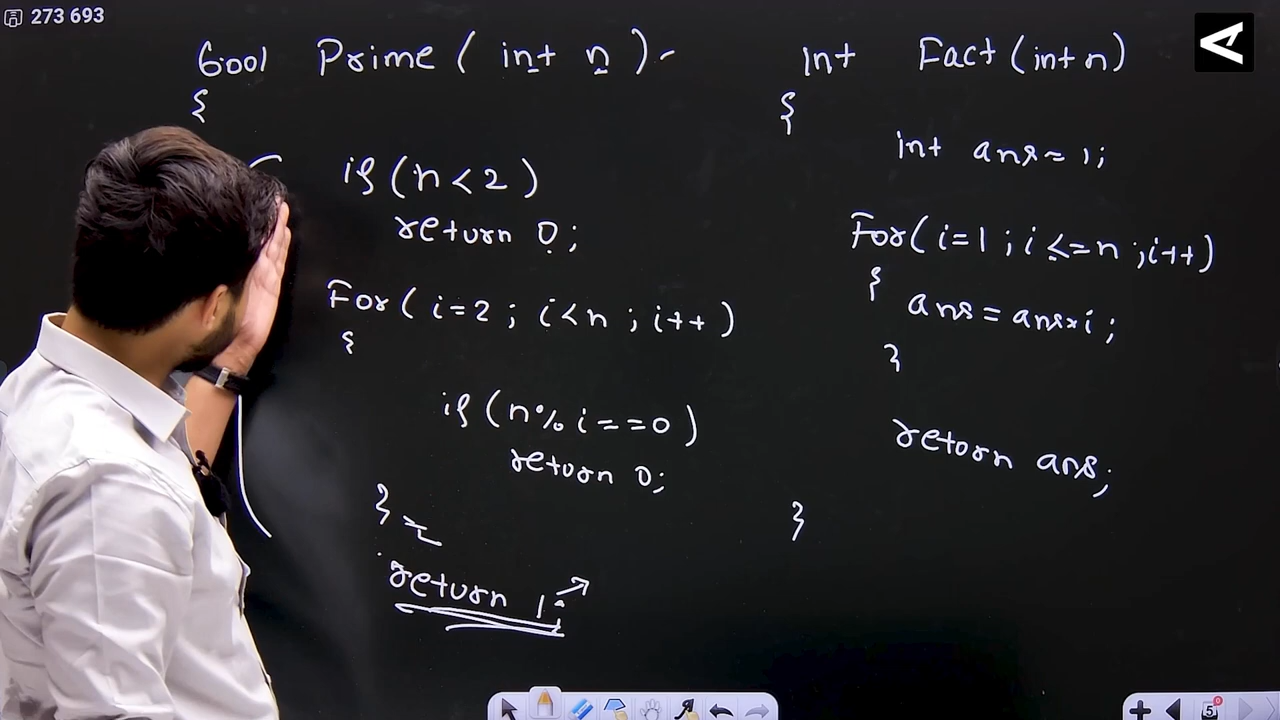 273 693
bool Prime ( int n )
{
if (n < 2)
return 0;
For( i=2 ; i<n ; i++ )
{
if (n% i==0)
return 0;
}
return 1;
int Fact (int n)
{
int ans = 1;
For( i=1 ; i <=n ; i++)
{
ans = ans*i ;
}
return ans;
}
5